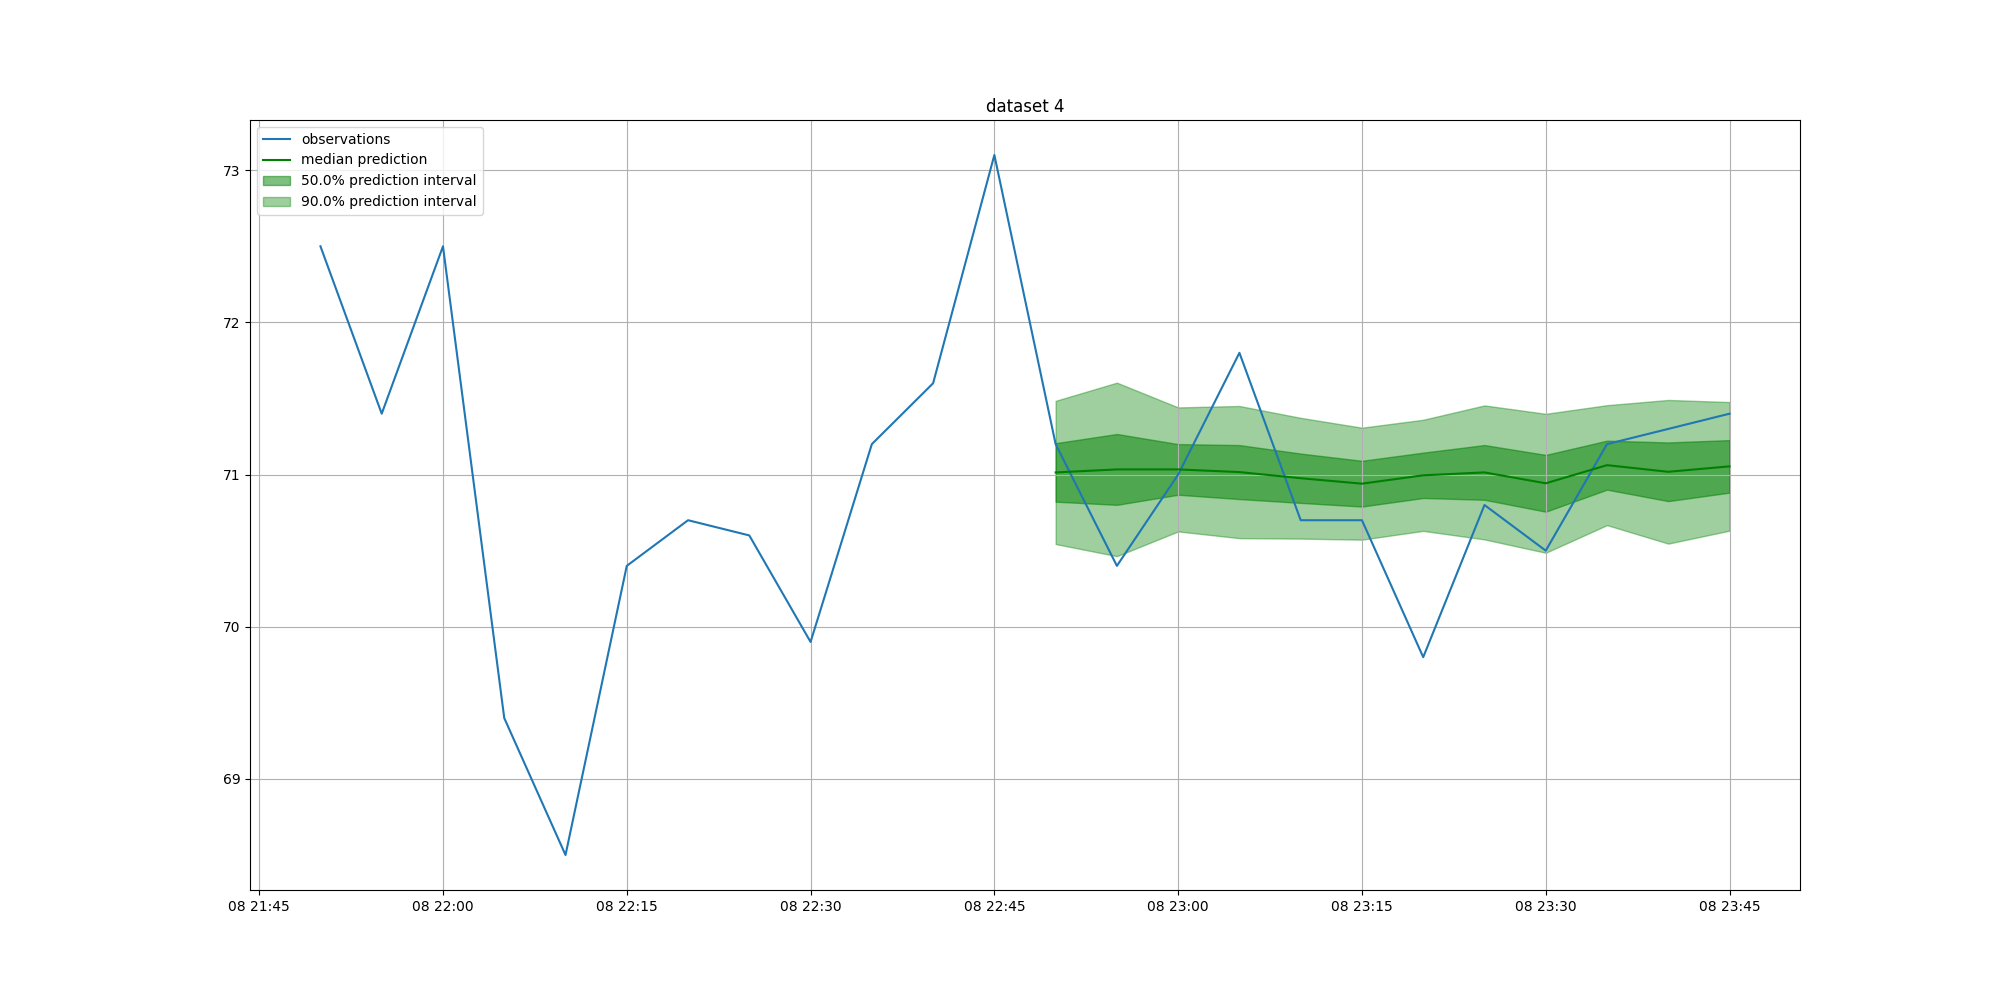 dataset 4
observations
median prediction
50.0% prediction interval
90.0% prediction interval
73
72
71
70
69
08 21:45 08 22:00 08 22:15 08 22:30 08 22:45 08 23:00 08 23:15 08 23:30 08 23:45